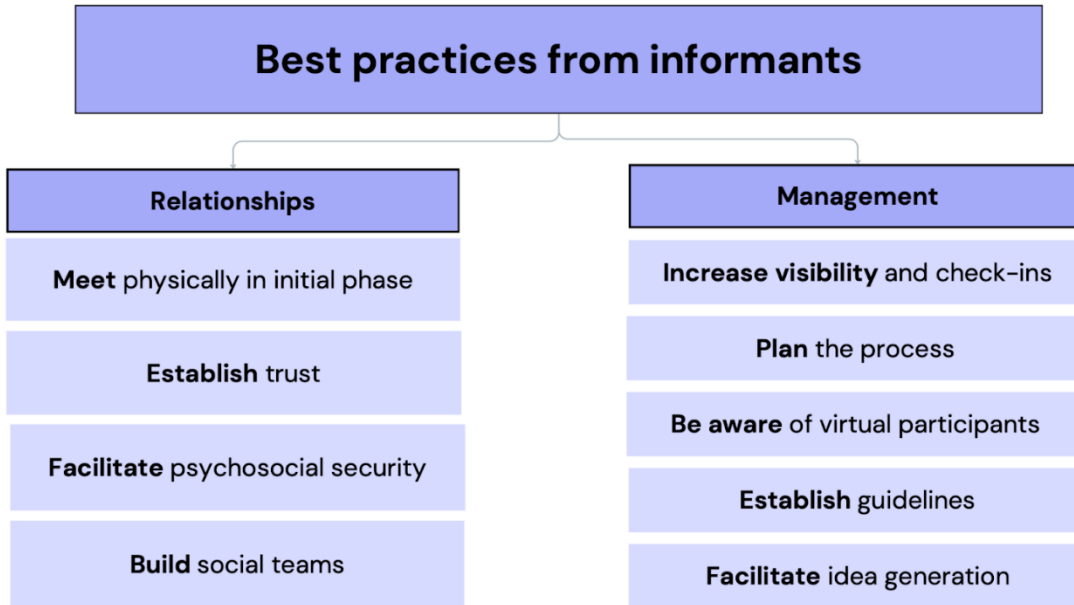 Best practices from informants
Relationships
Meet physically in initial phase
Establish trust
Facilitate psychosocial security
Build social teams
Management
Increase visibility and check-ins
Plan the process
Be aware of virtual participants
Establish guidelines
Facilitate idea generation